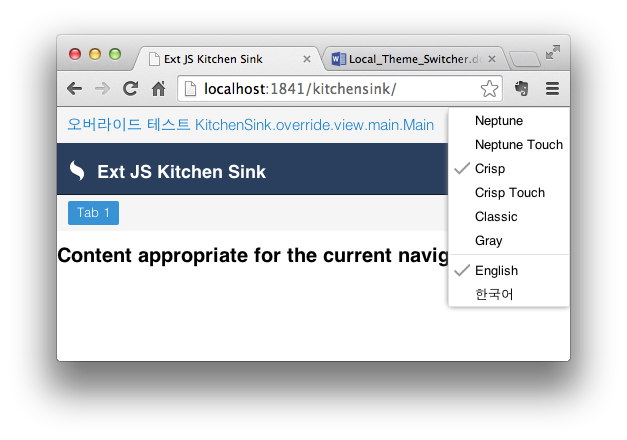 Ext JS Kitchen Sink
Local_Theme_Switcher.d
localhost:1841/kitchensink/
오버라이드 테스트 KitchenSink.override.view.main.Main
Ext JS Kitchen Sink
Tab 1
Content appropriate for the current navig
Neptune
Neptune Touch
Crisp
Crisp Touch
Classic
Gray
English
한국어